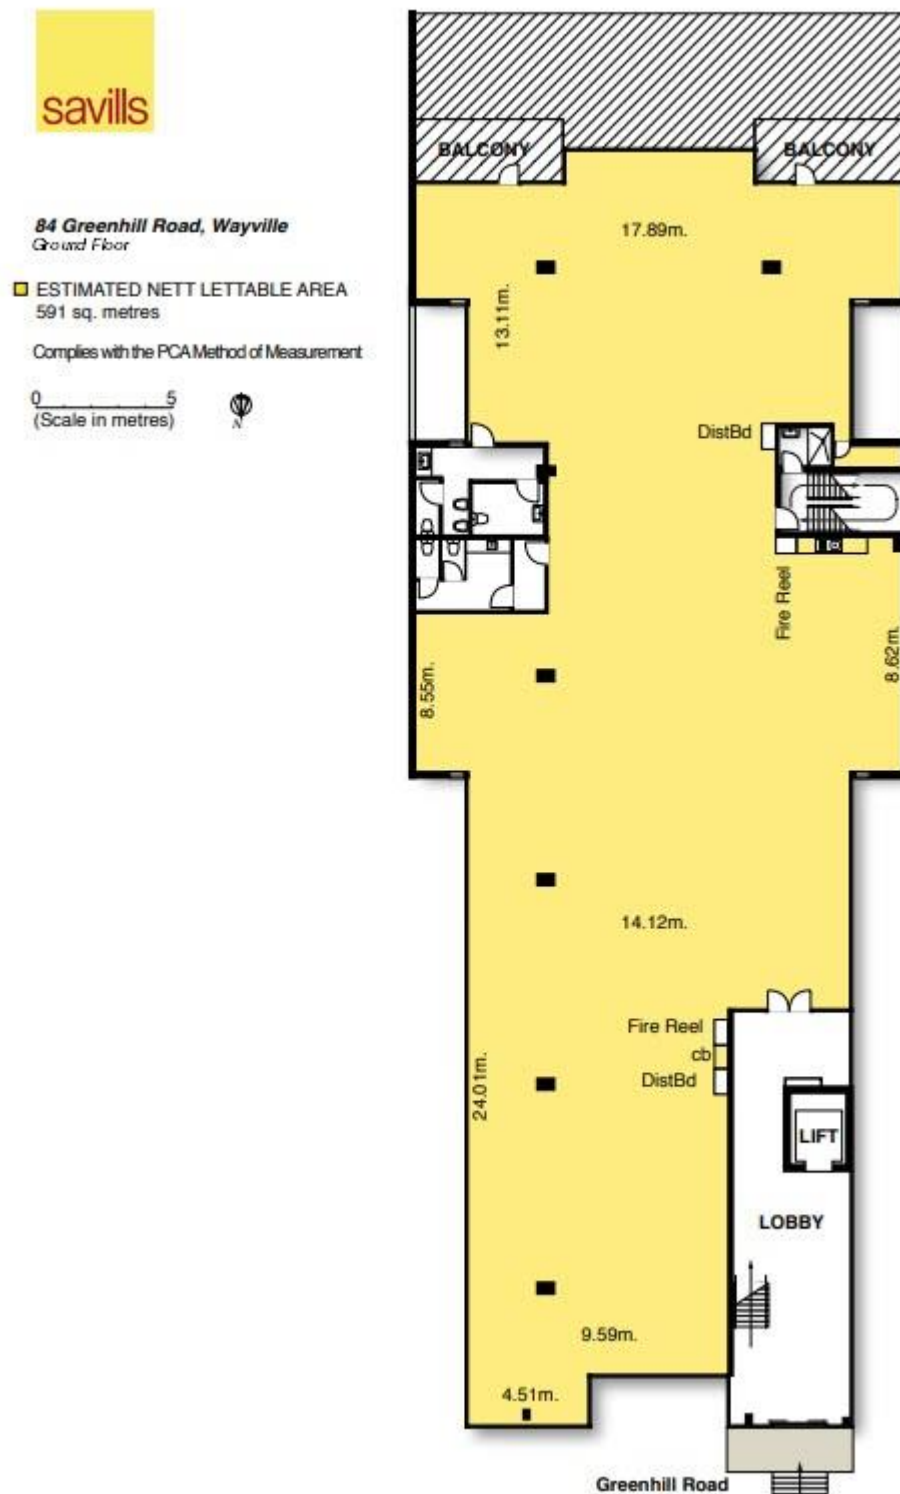 savills
84 Greenhill Road, Wayville
Ground Floor
ESTIMATED NETT LETTABLE AREA
591 sq. metres
Complies with the PCA Method of Measurement
0 5
(Scale in metres)
N
BALCONY BALCONY
17.89m.
13.11m.
DistBd
Fire Reel
8.55m.
8.62m.
14.12m.
Fire Reel
cb
DistBd
24.01m.
LIFT
LOBBY
9.59m.
4.51m.
Greenhill Road